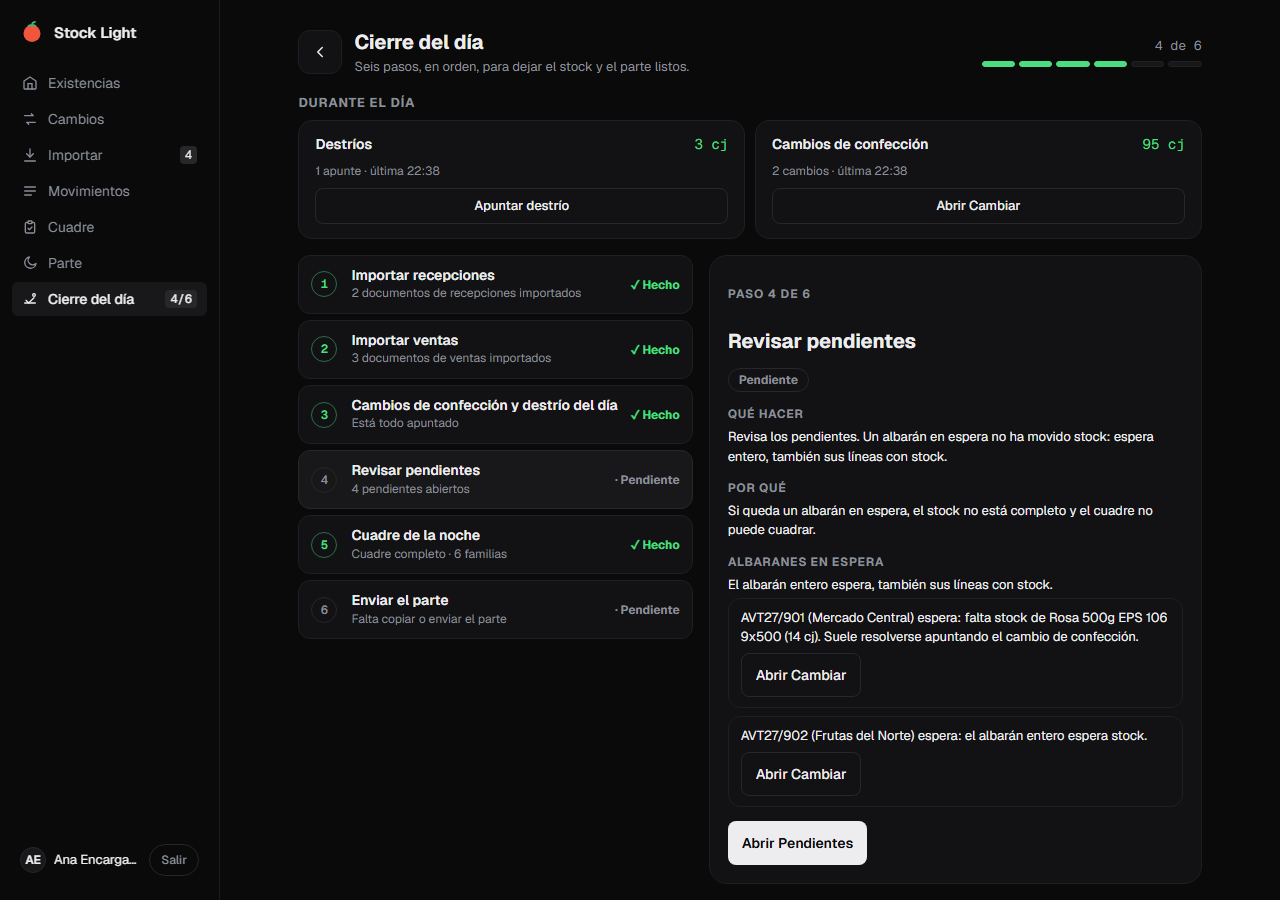 Stock Light
Existencias
Cambios
Importar 4
Movimientos
Cuadre
Parte
Cierre del día 4/6
AE Ana Encarga… Salir
Cierre del día
Seis pasos, en orden, para dejar el stock y el parte listos.
4 de 6
DURANTE EL DÍA
Destríos 3 cj
1 apunte · última 22:38
Apuntar destrío
Cambios de confección 95 cj
2 cambios · última 22:38
Abrir Cambiar
1 Importar recepciones
2 documentos de recepciones importados
✓ Hecho
2 Importar ventas
3 documentos de ventas importados
✓ Hecho
3 Cambios de confección y destrío del día
Está todo apuntado
✓ Hecho
4 Revisar pendientes
4 pendientes abiertos
· Pendiente
5 Cuadre de la noche
Cuadre completo · 6 familias
✓ Hecho
6 Enviar el parte
Falta copiar o enviar el parte
· Pendiente
PASO 4 DE 6
Revisar pendientes
Pendiente
QUÉ HACER
Revisa los pendientes. Un albarán en espera no ha movido stock: espera
entero, también sus líneas con stock.
POR QUÉ
Si queda un albarán en espera, el stock no está completo y el cuadre no
puede cuadrar.
ALBARANES EN ESPERA
El albarán entero espera, también sus líneas con stock.
AVT27/901 (Mercado Central) espera: falta stock de Rosa 500g EPS 106
9x500 (14 cj). Suele resolverse apuntando el cambio de confección.
Abrir Cambiar
AVT27/902 (Frutas del Norte) espera: el albarán entero espera stock.
Abrir Cambiar
Abrir Pendientes